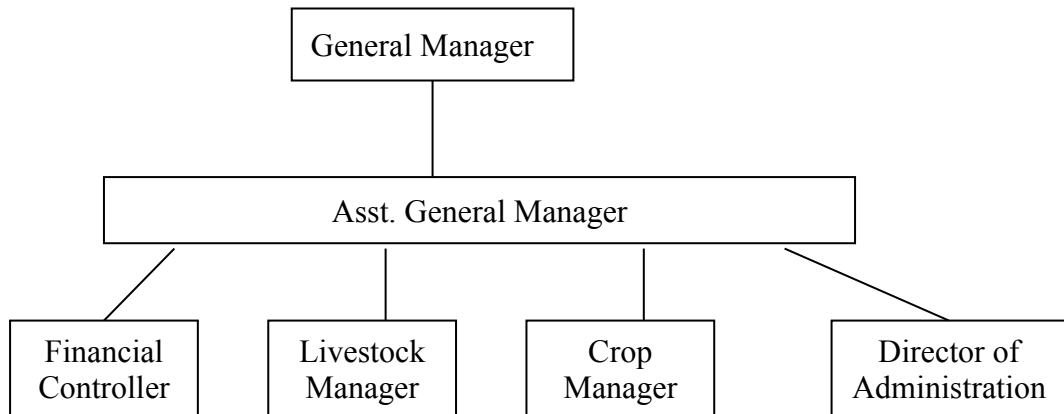 General Manager
Asst. General Manager
Financial
Controller
Livestock
Manager
Crop
Manager
Director of
Administration